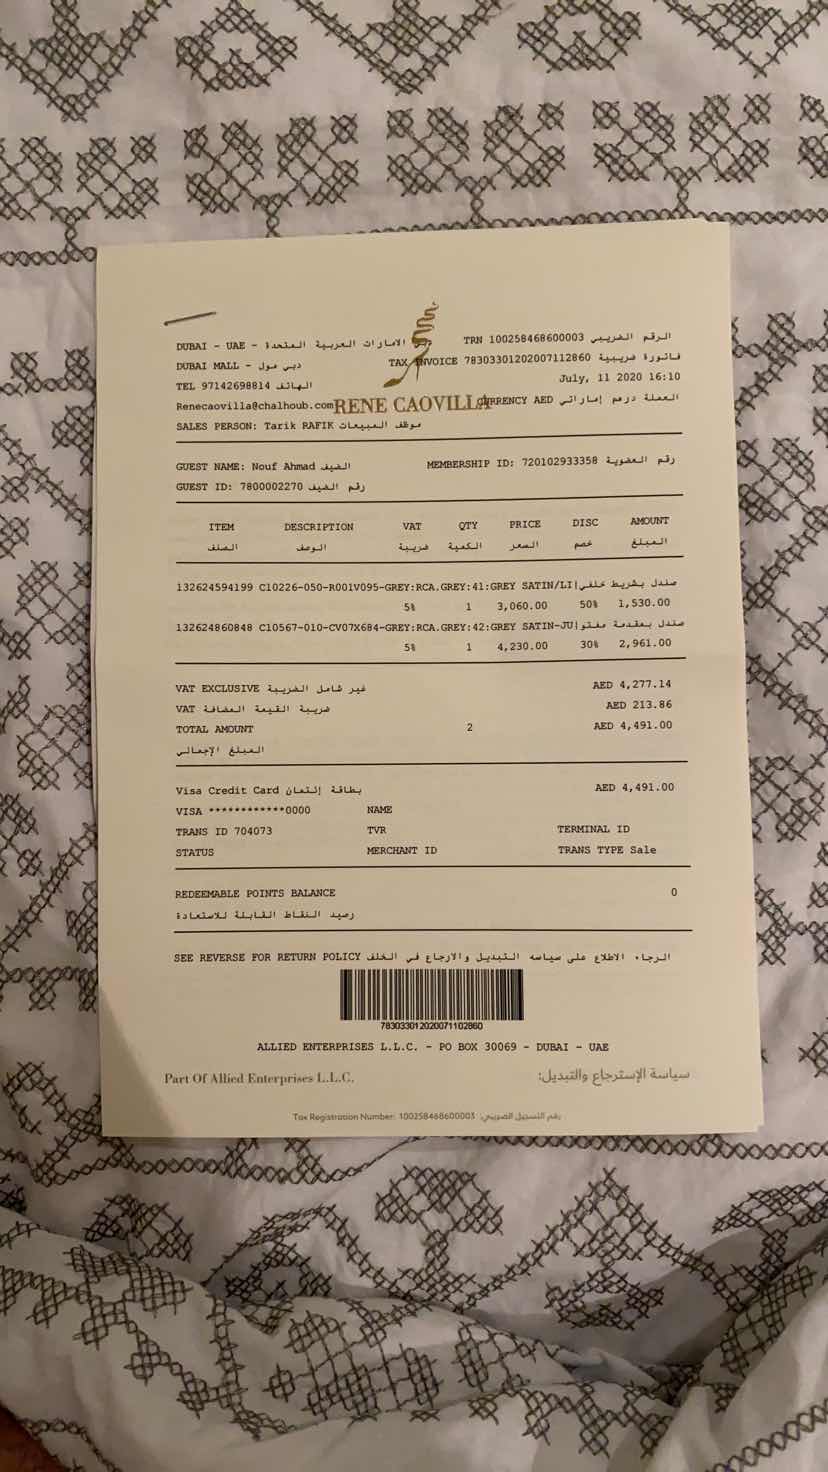 DUBAI - UAE - دبي الامارات العربية المتحدة TRN 100258468600003 الرقم الضريبي
DUBAI MALL - دبي مول TAX INVOICE 78303301202007112860 فاتورة ضريبية
TEL 97142698814 الهاتف July, 11 2020 16:10
Renecaovilla@chalhoub.com RENE CAOVILLA CURRENCY AED العملة درهم إماراتي
SALES PERSON: Tarik RAFIK موظف المبيعات
GUEST NAME: Nouf Ahmad الضيف MEMBERSHIP ID: 720102933358 رقم العضوية
GUEST ID: 7800002270 رقم الضيف
ITEM DESCRIPTION VAT QTY PRICE DISC AMOUNT
الصنف الوصف ضريبة الكمية السعر خصم المبلغ
132624594199 C10226-050-R001V095-GREY:RCA.GREY:41:GREY SATIN/LI|صندل بشريط خلفي
5% 1 3,060.00 50% 1,530.00
132624860848 C10567-010-CV07X684-GREY:RCA.GREY:42:GREY SATIN-JU|صندل بمقدمة مفتو
5% 1 4,230.00 30% 2,961.00
VAT EXCLUSIVE غير شامل الضريبة AED 4,277.14
VAT ضريبة القيمة المضافة AED 213.86
TOTAL AMOUNT 2 AED 4,491.00
المبلغ الإجمالي
Visa Credit Card بطاقة إئتمان AED 4,491.00
VISA ************0000 NAME
TRANS ID 704073 TVR TERMINAL ID
STATUS MERCHANT ID TRANS TYPE Sale
REDEEMABLE POINTS BALANCE 0
رصيد النقاط القابلة للاستعادة
SEE REVERSE FOR RETURN POLICY الرجاء الاطلاع على سياسه التبديل والارجاع في الخلف
783033012020071102860
ALLIED ENTERPRISES L.L.C. - PO BOX 30069 - DUBAI - UAE
Part Of Allied Enterprises L.L.C. سياسة الإسترجاع والتبديل:
Tax Registration Number: 100258468600003 رقم التسجيل الضريبي: